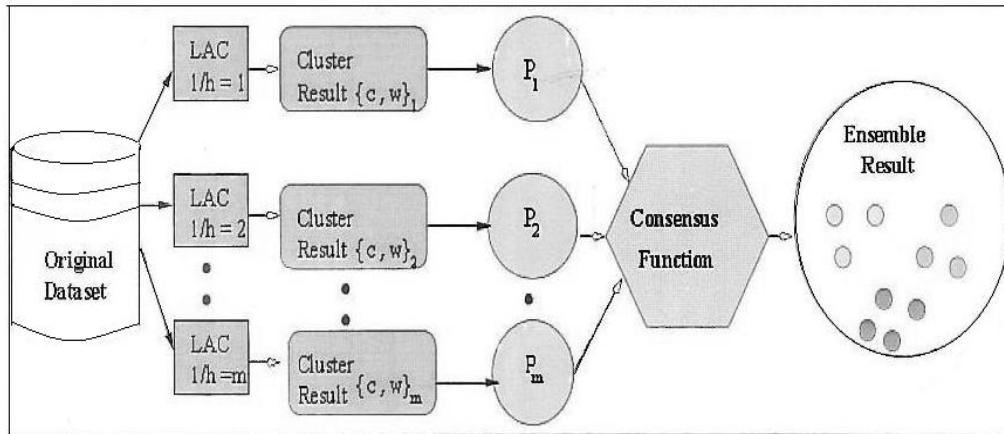 Original
Dataset
LAC
1/h = 1
Cluster
Result {c,w}1
P1
LAC
1/h = 2
Cluster
Result {c,w}2
P2
LAC
1/h =m
Cluster
Result {c,w}m
Pm
Consensus
Function
Ensemble
Result